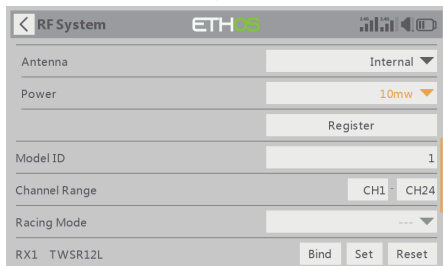 RF System ETHOS
Antenna Internal
Power 10mw
Register
Model ID 1
Channel Range CH1 - CH24
Racing Mode ---
RX1 TWSR12L Bind Set Reset